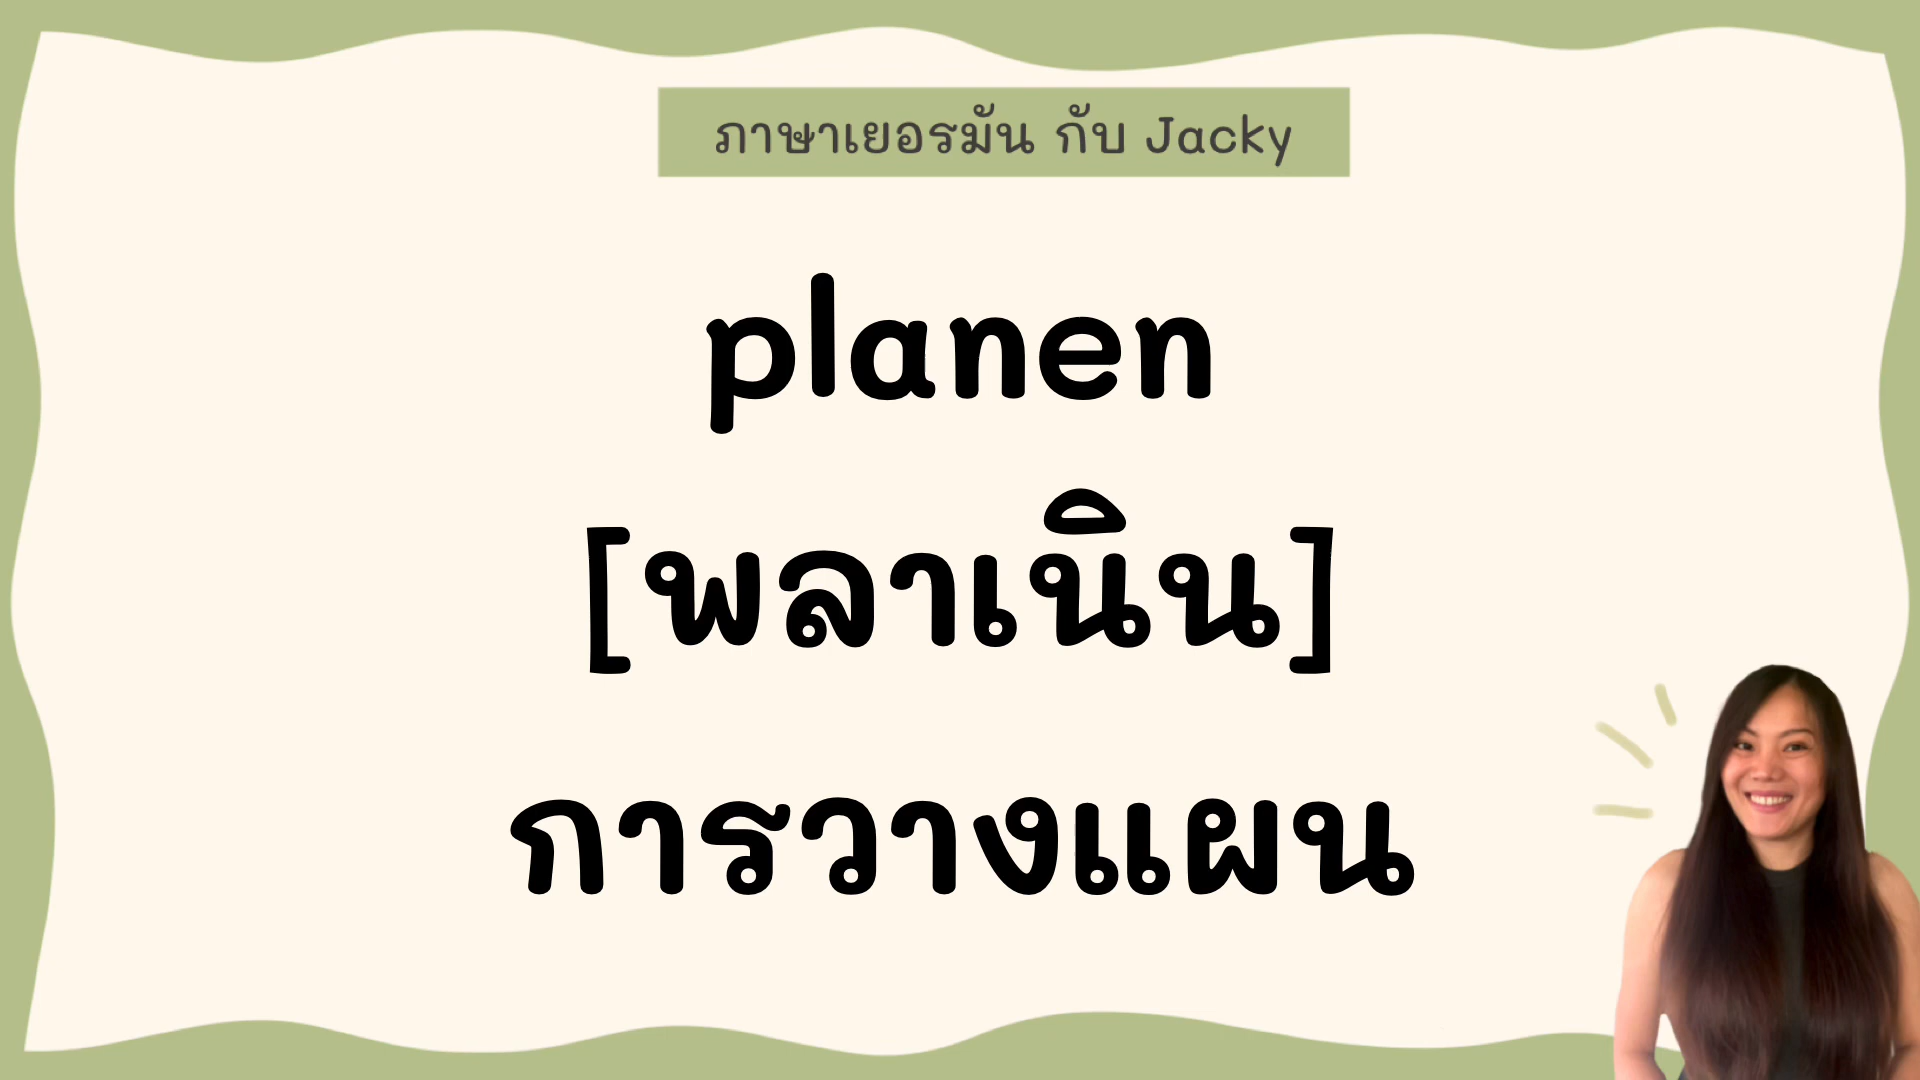 ภาษาเยอรมัน กับ Jacky
planen
[พลาเนิน]
การวางแผน